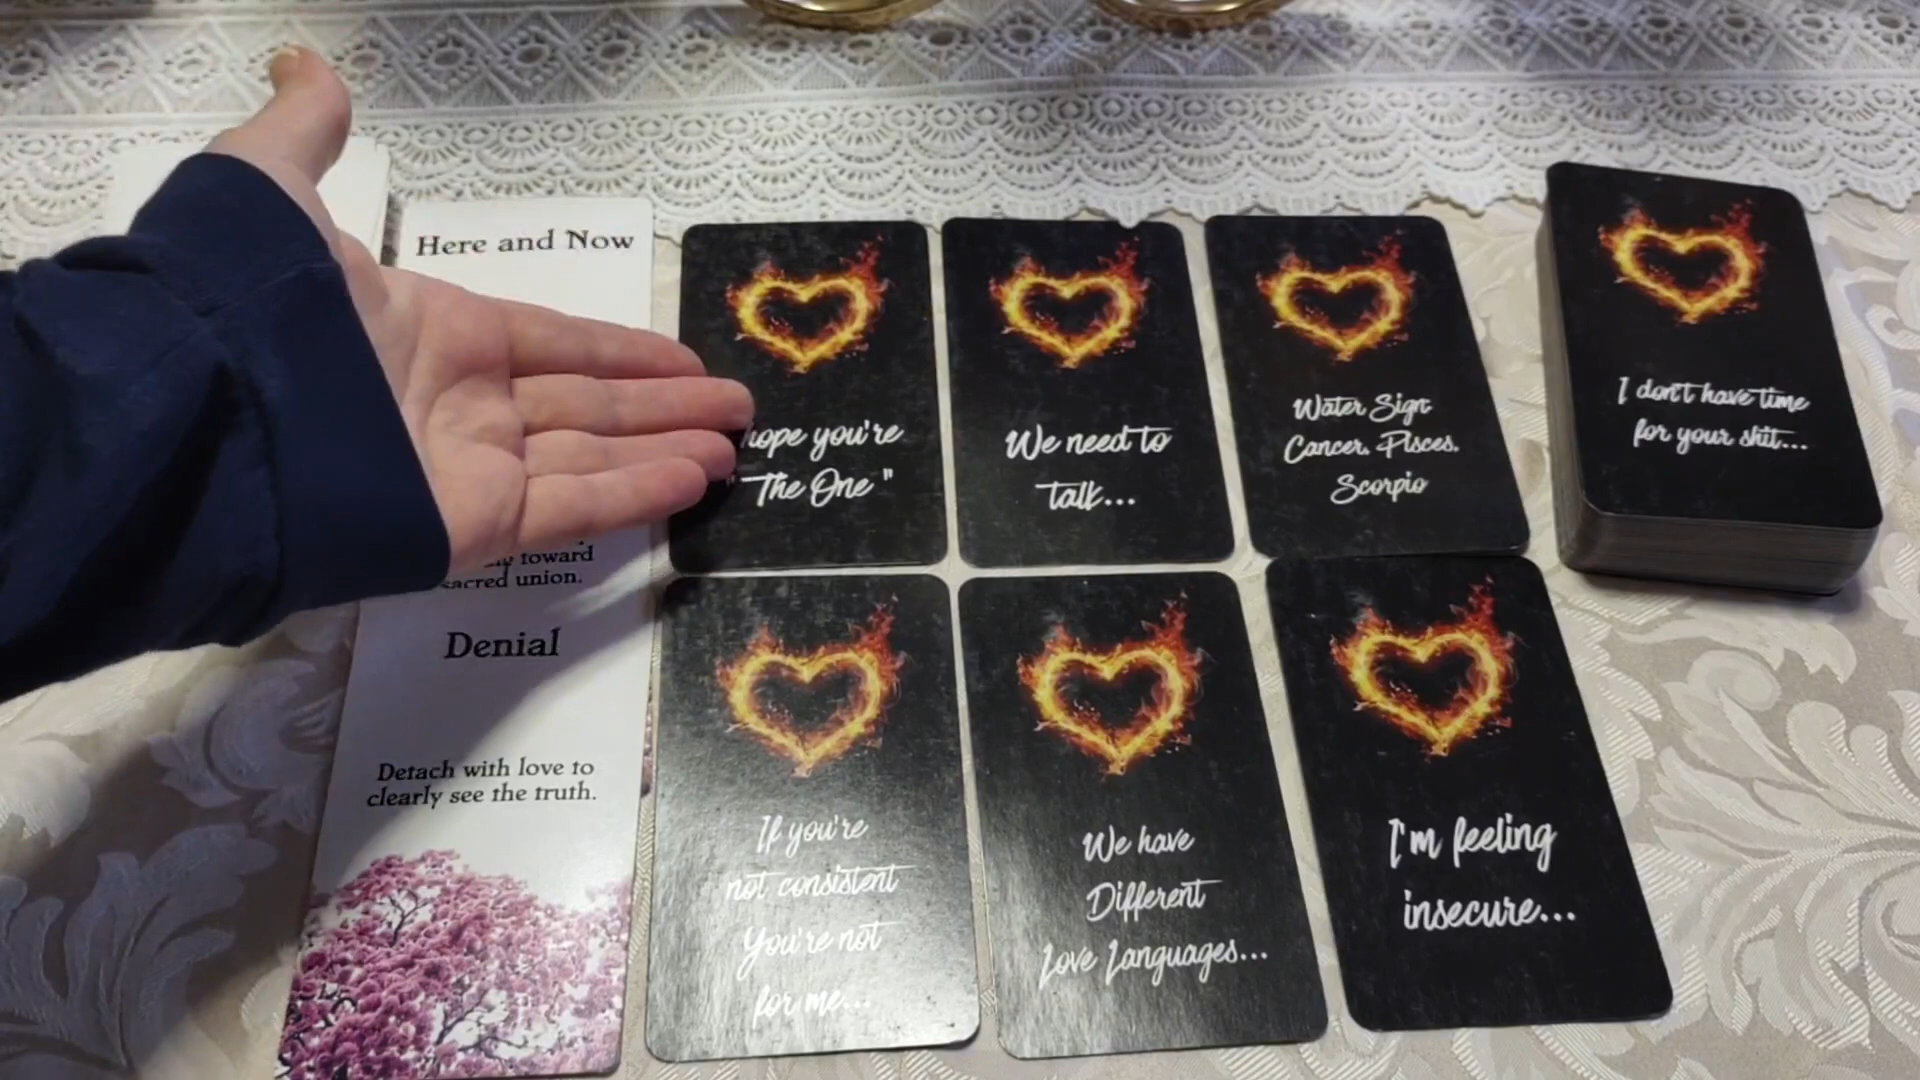 Here and Now
toward
sacred union.
Denial
Detach with love to
clearly see the truth.
hope you're
"The One"
We need to
talk...
Water Sign
Cancer, Pisces,
Scorpio
I don't have time
for your shit...
If you're
not consistent
You're not
for me...
We have
Different
Love Languages...
I'm feeling
insecure...